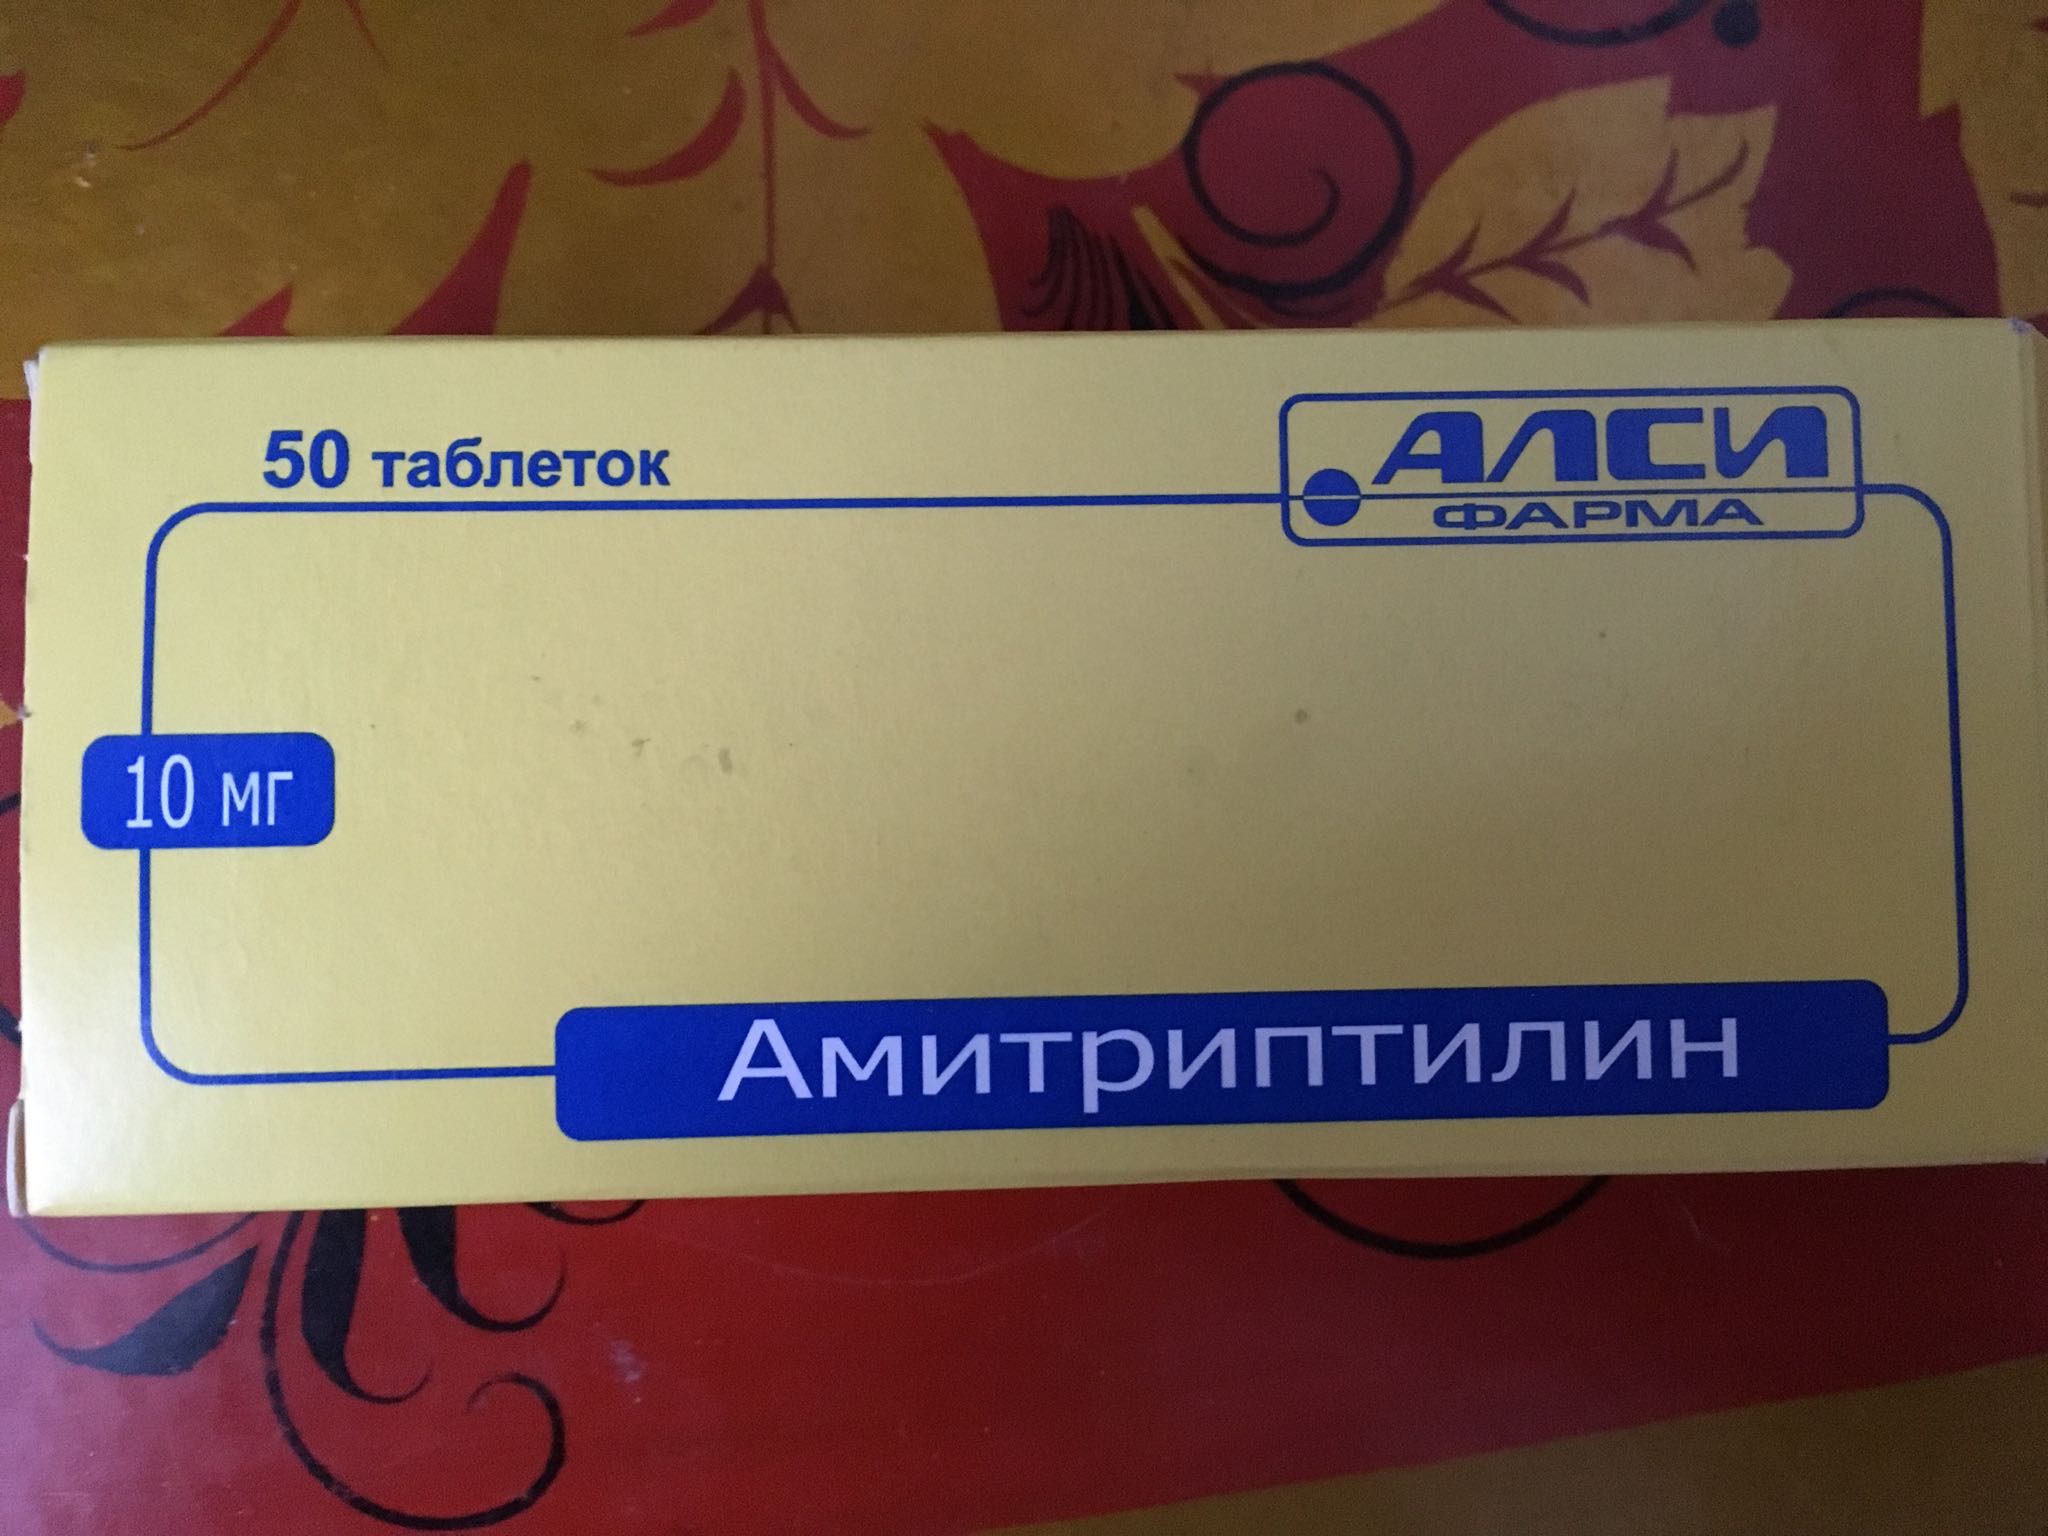 50 таблеток
АЛСИ
ФАРМА
10 мг
Амитриптилин